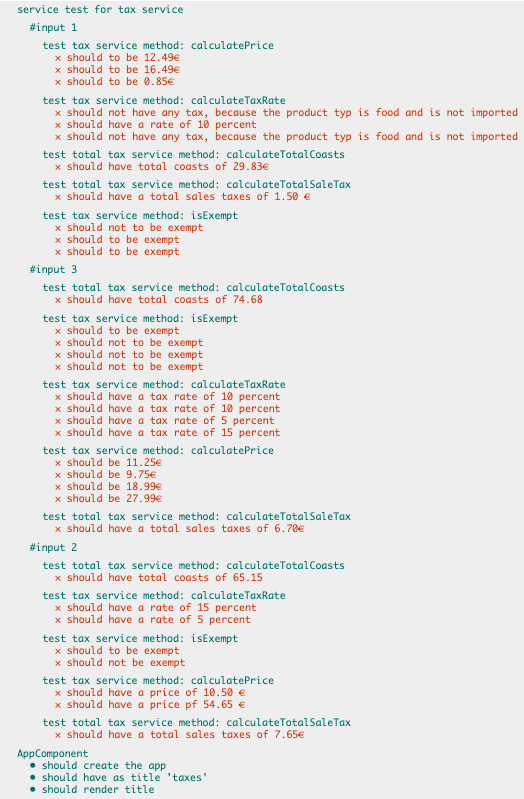 service test for tax service
#input 1
test tax service method: calculatePrice
× should to be 12.49€
× should to be 16.49€
× should to be 0.85€
test tax service method: calculateTaxRate
× should not have any tax, because the product typ is food and is not imported
× should have a rate of 10 percent
× should not have any tax, because the product typ is food and is not imported
test total tax service method: calculateTotalCoasts
× should have total coasts of 29.83€
test total tax service method: calculateTotalSaleTax
× should have a total sales taxes of 1.50 €
test tax service method: isExempt
× should not to be exempt
× should to be exempt
× should to be exempt
#input 3
test total tax service method: calculateTotalCoasts
× should have total coasts of 74.68
test tax service method: isExempt
× should to be exempt
× should not to be exempt
× should not to be exempt
× should not to be exempt
test tax service method: calculateTaxRate
× should have a tax rate of 10 percent
× should have a tax rate of 10 percent
× should have a tax rate of 5 percent
× should have a tax rate of 15 percent
test tax service method: calculatePrice
× should be 11.25€
× should be 9.75€
× should be 18.99€
× should be 27.99€
test total tax service method: calculateTotalSaleTax
× should have a total sales taxes of 6.70€
#input 2
test total tax service method: calculateTotalCoasts
× should have total coasts of 65.15
test tax service method: calculateTaxRate
× should have a rate of 15 percent
× should have a rate of 5 percent
test tax service method: isExempt
× should to be exempt
× should not be exempt
test tax service method: calculatePrice
× should have a price of 10.50 €
× should have a price pf 54.65 €
test total tax service method: calculateTotalSaleTax
× should have a total sales taxes of 7.65€
AppComponent
• should create the app
• should have as title 'taxes'
• should render title